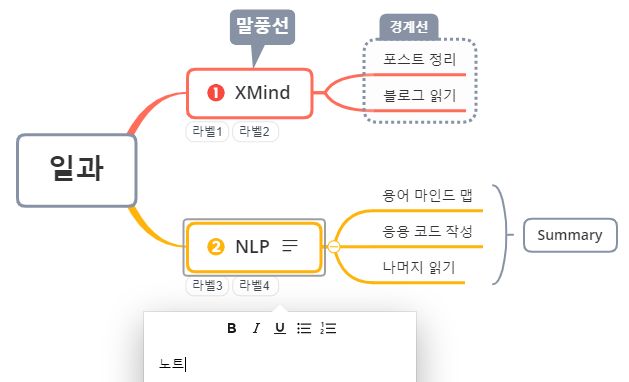 말풍선
경계선
포스트 정리
1 XMind
블로그 읽기
라벨1 라벨2
일과
용어 마인드 맵
응용 코드 작성
Summary
2 NLP
나머지 읽기
라벨3 라벨4
B I U
노트